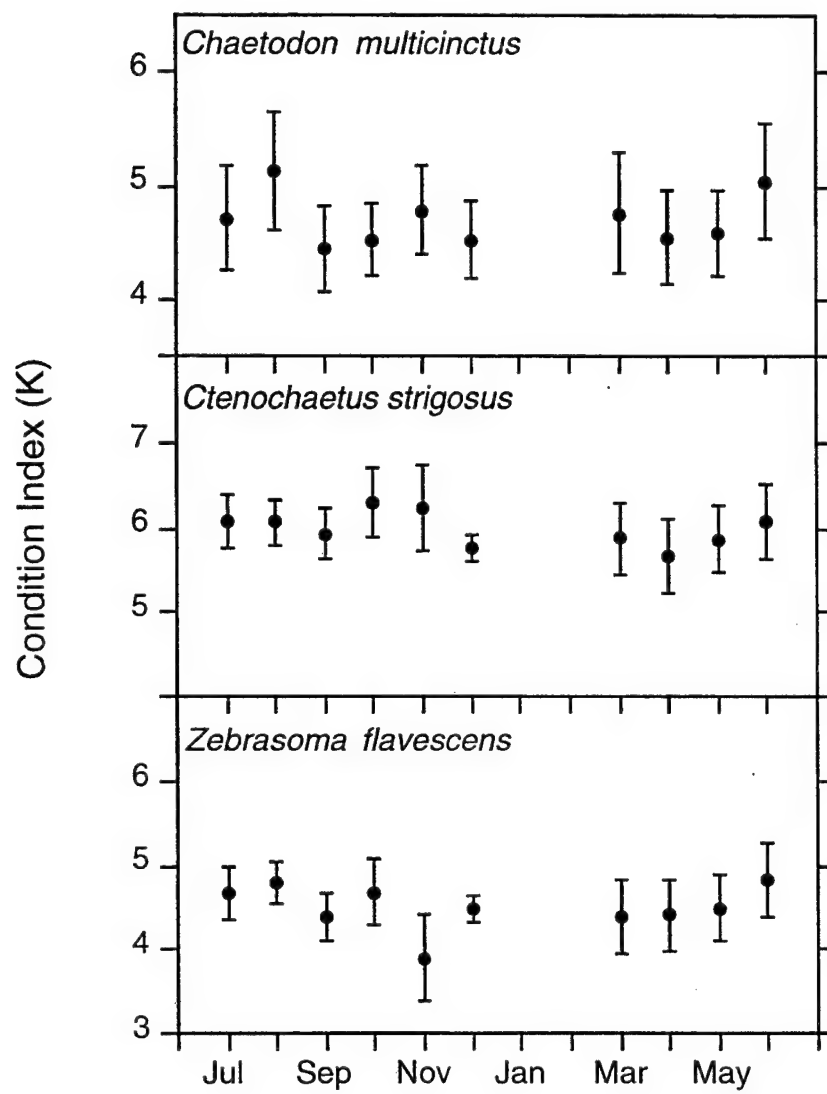 Condition Index (K)
Chaetodon multicinctus
6
5
4
Ctenochaetus strigosus
7
6
5
Zebrasoma flavescens
6
5
4
3
Jul Sep Nov Jan Mar May